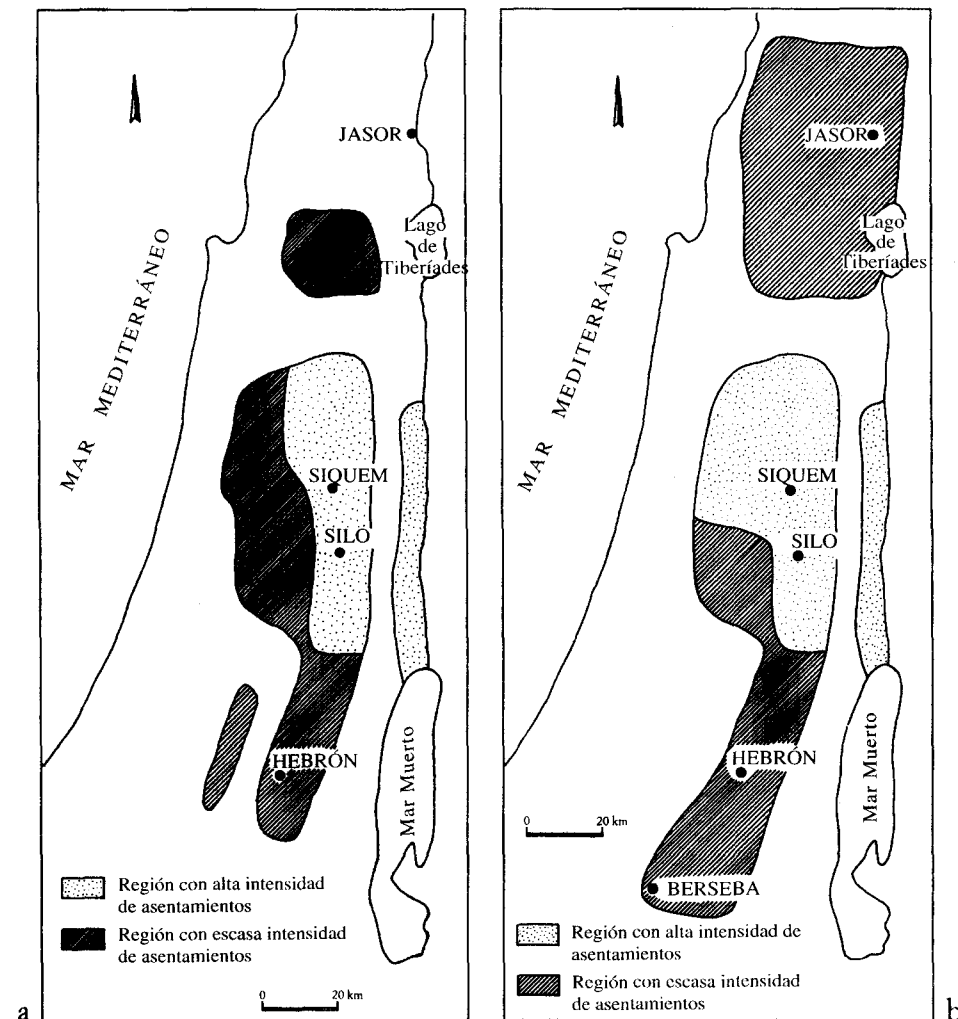 JASOR
Lago
de
Tiberíades
MAR MEDITERRÁNEO
SIQUEM
SILO
HEBRÓN
Mar Muerto
Región con alta intensidad
de asentamientos
Región con escasa intensidad
de asentamientos
0 20 km
a
JASOR
Lago
de
Tiberíades
MAR MEDITERRÁNEO
SIQUEM
SILO
HEBRÓN
Mar Muerto
0 20 km
BERSEBA
Región con alta intensidad de
asentamientos
Región con escasa intensidad
de asentamientos
b